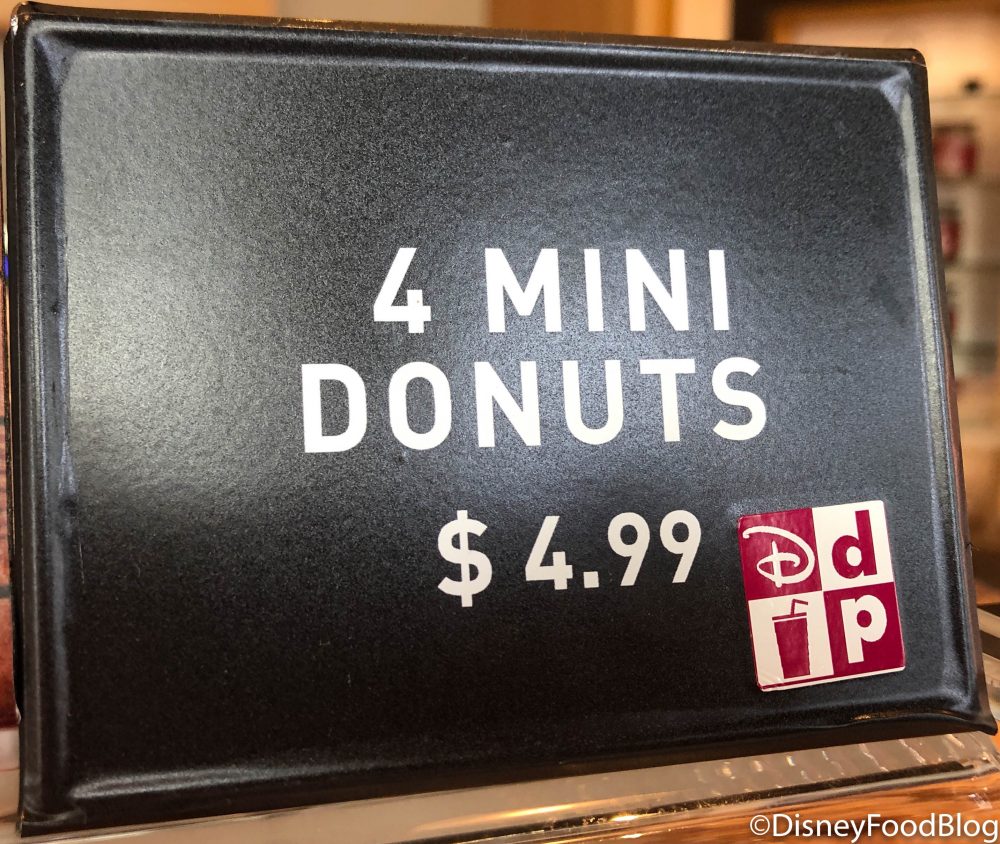 4 MINI
DONUTS
$ 4.99
D d
p
©DisneyFoodBlog